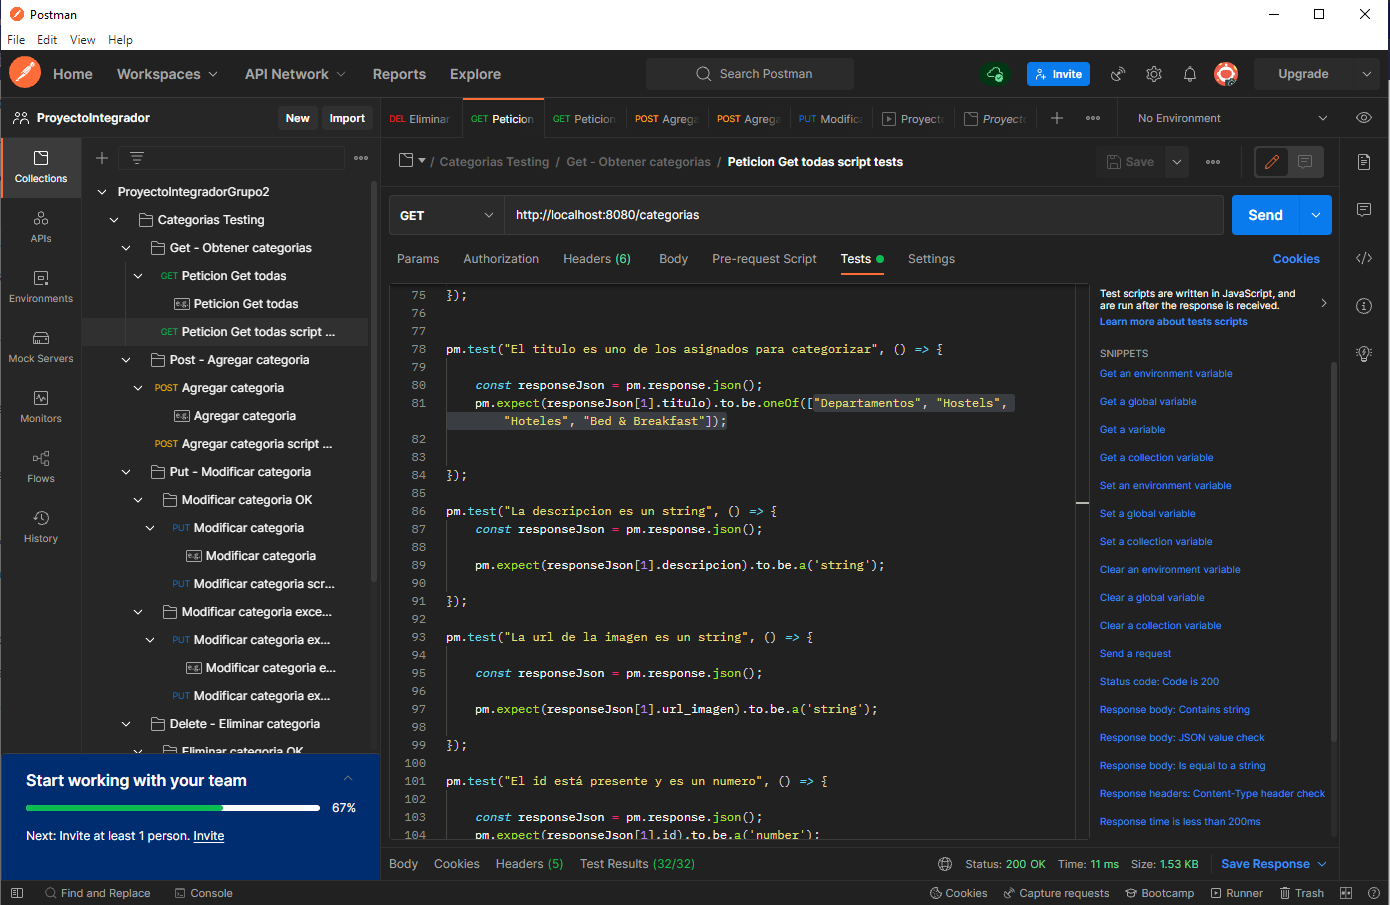 Postman
File Edit View Help
Home Workspaces API Network Reports Explore Search Postman Invite Upgrade
ProyectoIntegrador New Import
DEL Eliminar GET Peticion GET Peticion POST Agrega POST Agrega PUT Modifica Proyecto Proyecto No Environment
/ Categorias Testing / Get - Obtener categorias / Peticion Get todas script tests Save
GET http://localhost:8080/categorias Send
Params Authorization Headers (6) Body Pre-request Script Tests Settings Cookies
Collections
APIs
Environments
Mock Servers
Monitors
Flows
History
ProyectoIntegradorGrupo2
Categorias Testing
Get - Obtener categorias
GET Peticion Get todas
e.g. Peticion Get todas
GET Peticion Get todas script ...
Post - Agregar categoria
POST Agregar categoria
e.g. Agregar categoria
POST Agregar categoria script ...
Put - Modificar categoria
Modificar categoria OK
PUT Modificar categoria
e.g. Modificar categoria
PUT Modificar categoria scr...
Modificar categoria exce...
PUT Modificar categoria ex...
e.g. Modificar categoria e...
PUT Modificar categoria ex...
Delete - Eliminar categoria
Eliminar categoria OK
Start working with your team
67%
Next: Invite at least 1 person. Invite
75 });
76
77
78 pm.test("El titulo es uno de los asignados para categorizar", () => {
79
80 const responseJson = pm.response.json();
81 pm.expect(responseJson[1].titulo).to.be.oneOf(["Departamentos", "Hostels",
"Hoteles", "Bed & Breakfast"]);
82
83
84 });
85
86 pm.test("La descripcion es un string", () => {
87 const responseJson = pm.response.json();
88
89 pm.expect(responseJson[1].descripcion).to.be.a('string');
90
91 });
92
93 pm.test("La url de la imagen es un string", () => {
94
95 const responseJson = pm.response.json();
96
97 pm.expect(responseJson[1].url_imagen).to.be.a('string');
98
99 });
100
101 pm.test("El id está presente y es un numero", () => {
102
103 const responseJson = pm.response.json();
104 pm.expect(responseJson[1].id).to.be.a('number');
Test scripts are written in JavaScript, and
are run after the response is received.
Learn more about tests scripts
SNIPPETS
Get an environment variable
Get a global variable
Get a variable
Get a collection variable
Set an environment variable
Set a global variable
Set a collection variable
Clear an environment variable
Clear a global variable
Clear a collection variable
Send a request
Status code: Code is 200
Response body: Contains string
Response body: JSON value check
Response body: Is equal to a string
Response headers: Content-Type header check
Response time is less than 200ms
Body Cookies Headers (5) Test Results (32/32) Status: 200 OK Time: 11 ms Size: 1.53 KB Save Response
Find and Replace Console Cookies Capture requests Bootcamp Runner Trash